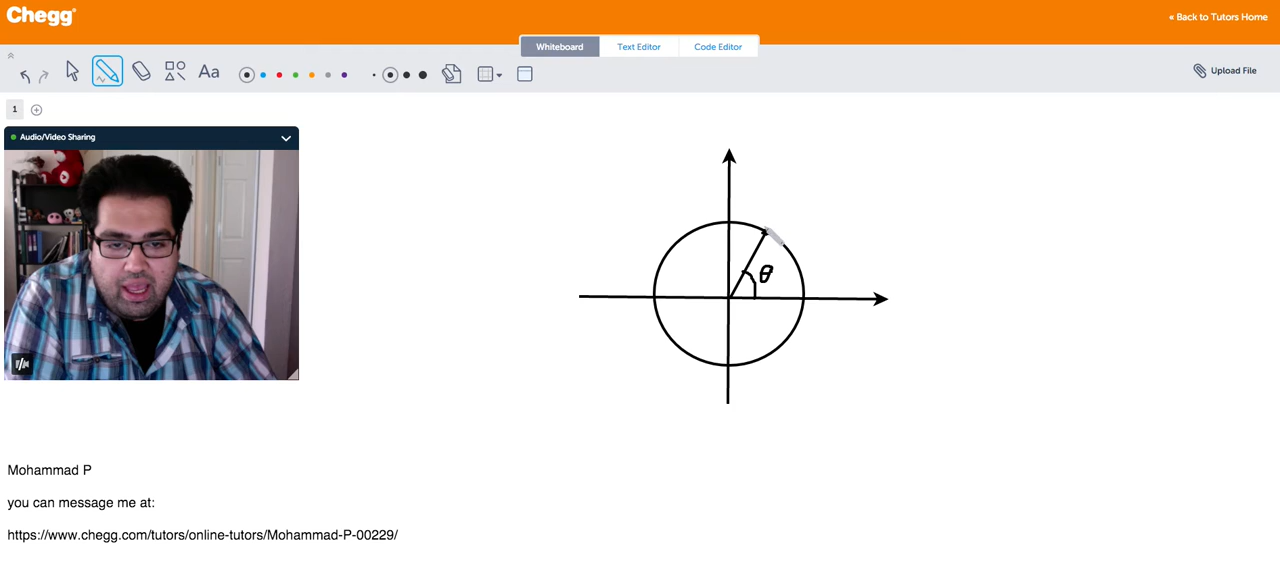 Chegg®
« Back to Tutors Home
Whiteboard Text Editor Code Editor
Aa
Upload File
1
Audio/Video Sharing
θ
Mohammad P
you can message me at:
https://www.chegg.com/tutors/online-tutors/Mohammad-P-00229/